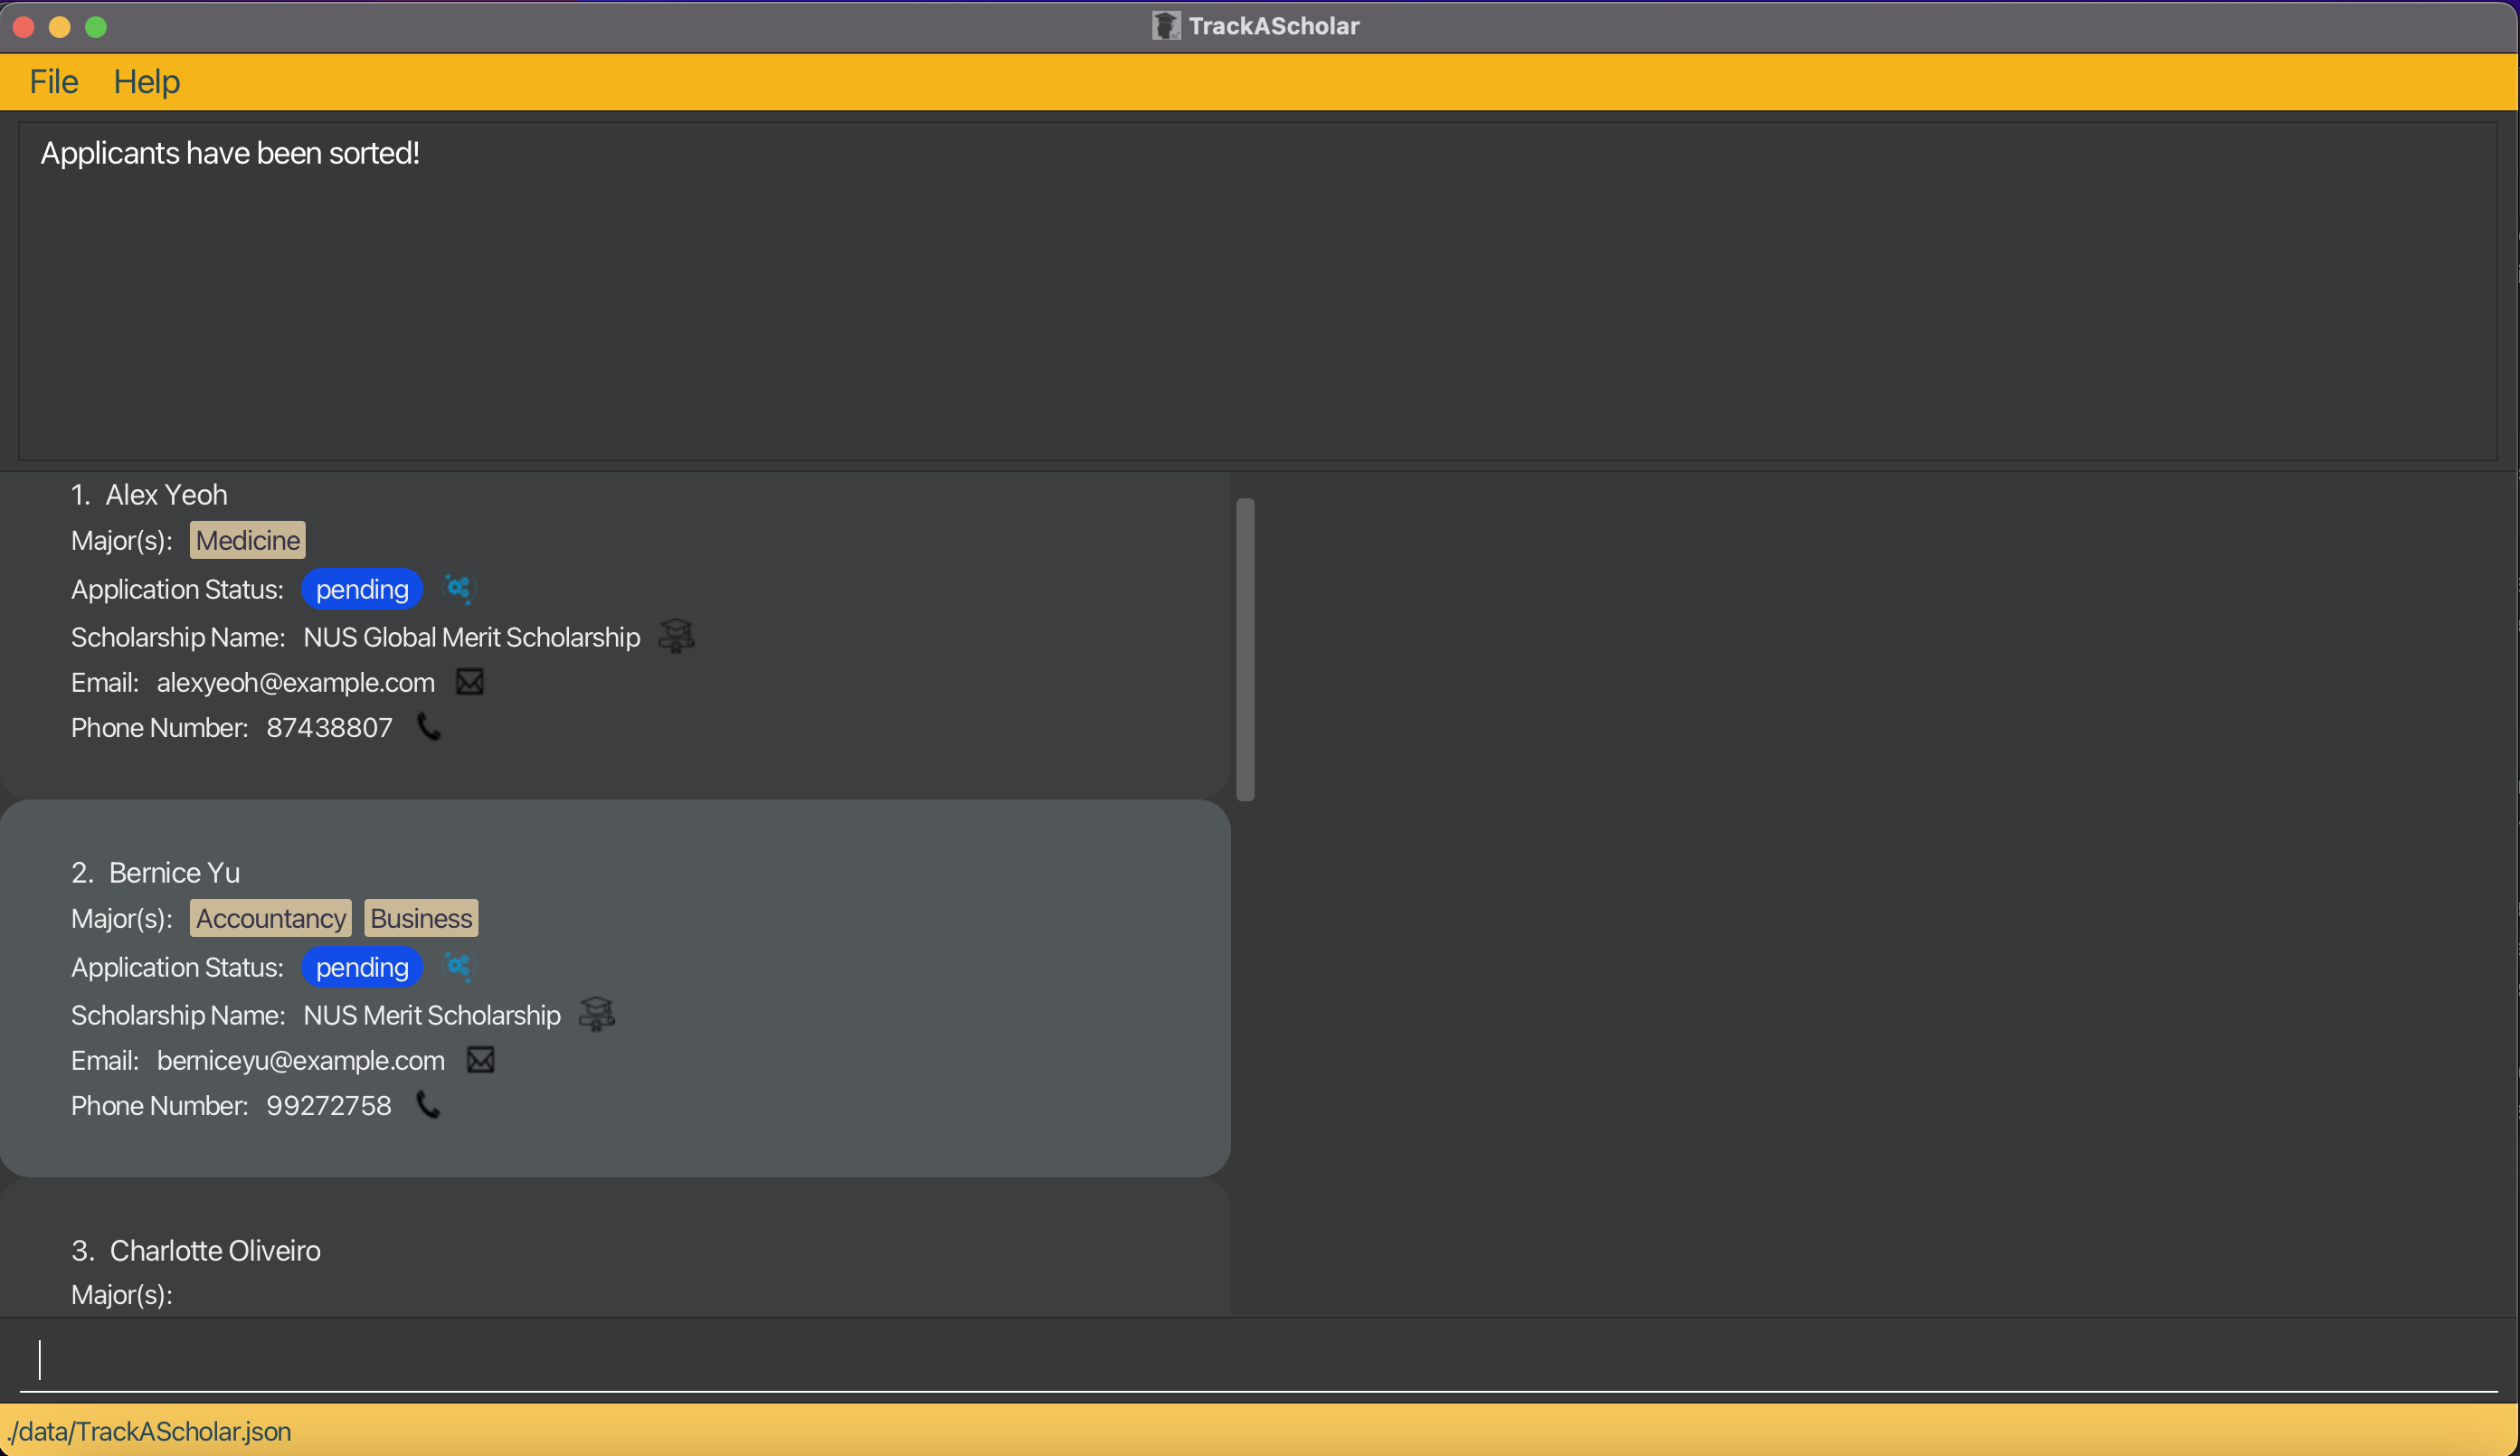 TrackAScholar
File Help
Applicants have been sorted!
1. Alex Yeoh
Major(s): Medicine
Application Status: pending
Scholarship Name: NUS Global Merit Scholarship
Email: alexyeoh@example.com
Phone Number: 87438807
2. Bernice Yu
Major(s): Accountancy Business
Application Status: pending
Scholarship Name: NUS Merit Scholarship
Email: berniceyu@example.com
Phone Number: 99272758
3. Charlotte Oliveiro
Major(s):
./data/TrackAScholar.json